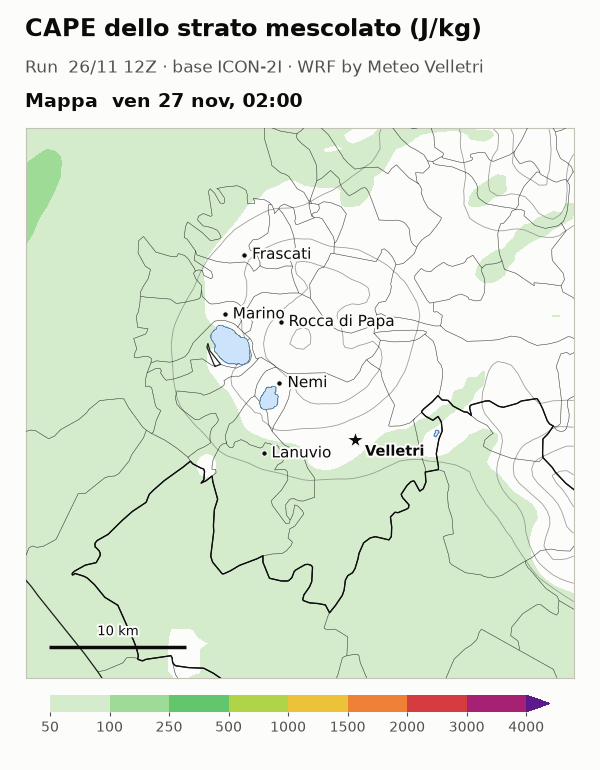 CAPE dello strato mescolato (J/kg)
Run  26/11 12Z · base ICON-2I · WRF by Meteo Velletri
Mappa  ven 27 nov, 02:00
Frascati
Marino
Rocca di Papa
Nemi
Velletri
Lanuvio
10 km
50 100 250 500 1000 1500 2000 3000 4000